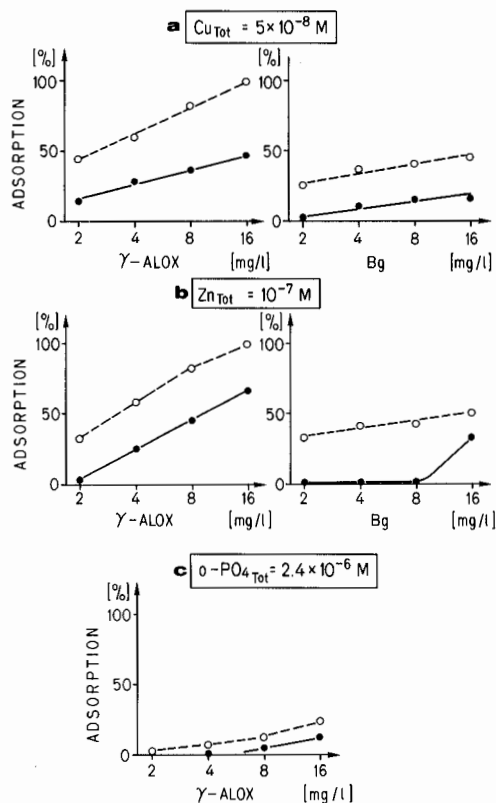 a Cu_Tot = 5×10⁻⁸ M
[%] [%]
100 100
50 50
0 0
ADSORPTION
2 4 8 16 2 4 8 16
γ-ALOX [mg/l] Bg [mg/l]
b Zn_Tot = 10⁻⁷ M
[%] [%]
100 100
50 50
0 0
ADSORPTION
2 4 8 16 2 4 8 16
γ-ALOX [mg/l] Bg [mg/l]
c o-PO4_Tot = 2.4×10⁻⁶ M
[%]
100
50
0
ADSORPTION
2 4 8 16
γ-ALOX [mg/l]